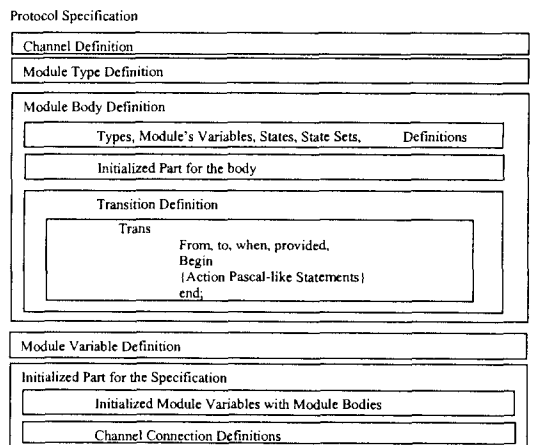 Protocol Specification
Channel Definition
Module Type Definition
Module Body Definition
Types, Module's Variables, States, State Sets, Definitions
Initialized Part for the body
Transition Definition
Trans
From, to, when, provided,
Begin
{Action Pascal-like Statements}
end;
Module Variable Definition
Initialized Part for the Specification
Initialized Module Variables with Module Bodies
Channel Connection Definitions